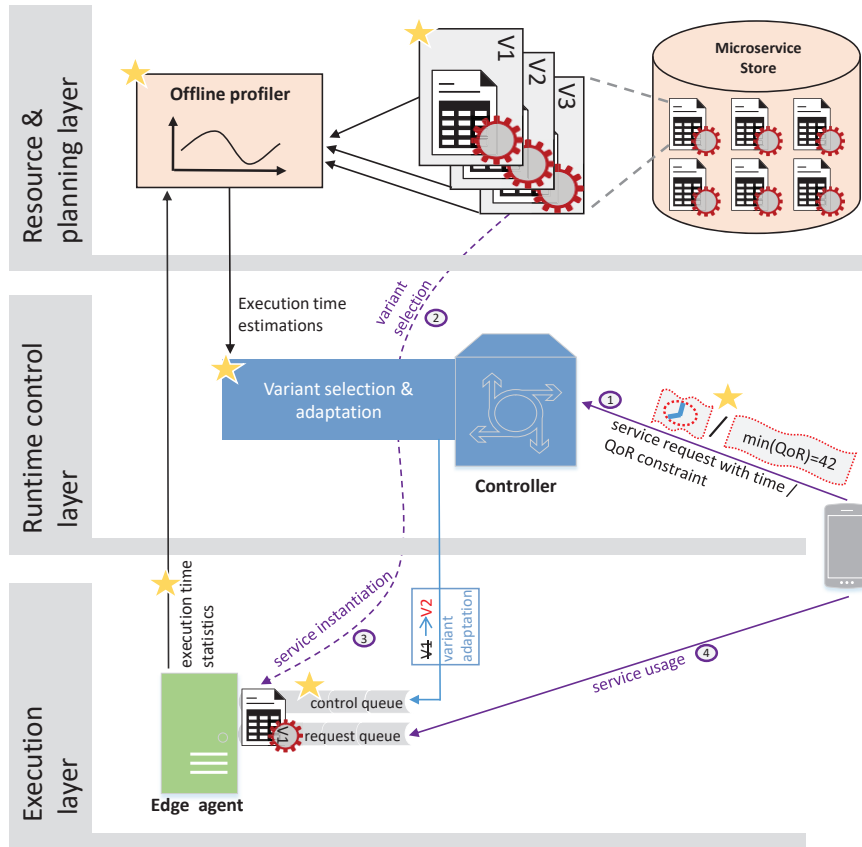 Resource &
planning layer
Offline profiler
V1
V2
V3
Microservice
Store
Runtime control
layer
Execution time
estimations
variant
selection
2
Variant selection &
adaptation
Controller
1
min(QoR)=42
service request with time /
QoR constraint
/
Execution
layer
execution time
statistics
service instantiation
3
V1
V2
variant
adaptation
service usage
4
control queue
request queue
V1
Edge agent